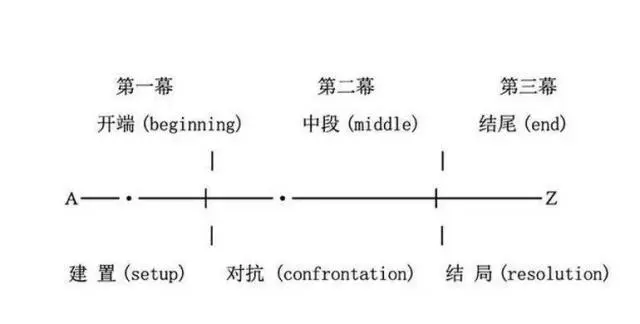 第一幕 第二幕 第三幕
开端 (beginning) 中段 (middle) 结尾 (end)
A Z
建 置 (setup) 对抗 (confrontation) 结 局 (resolution)